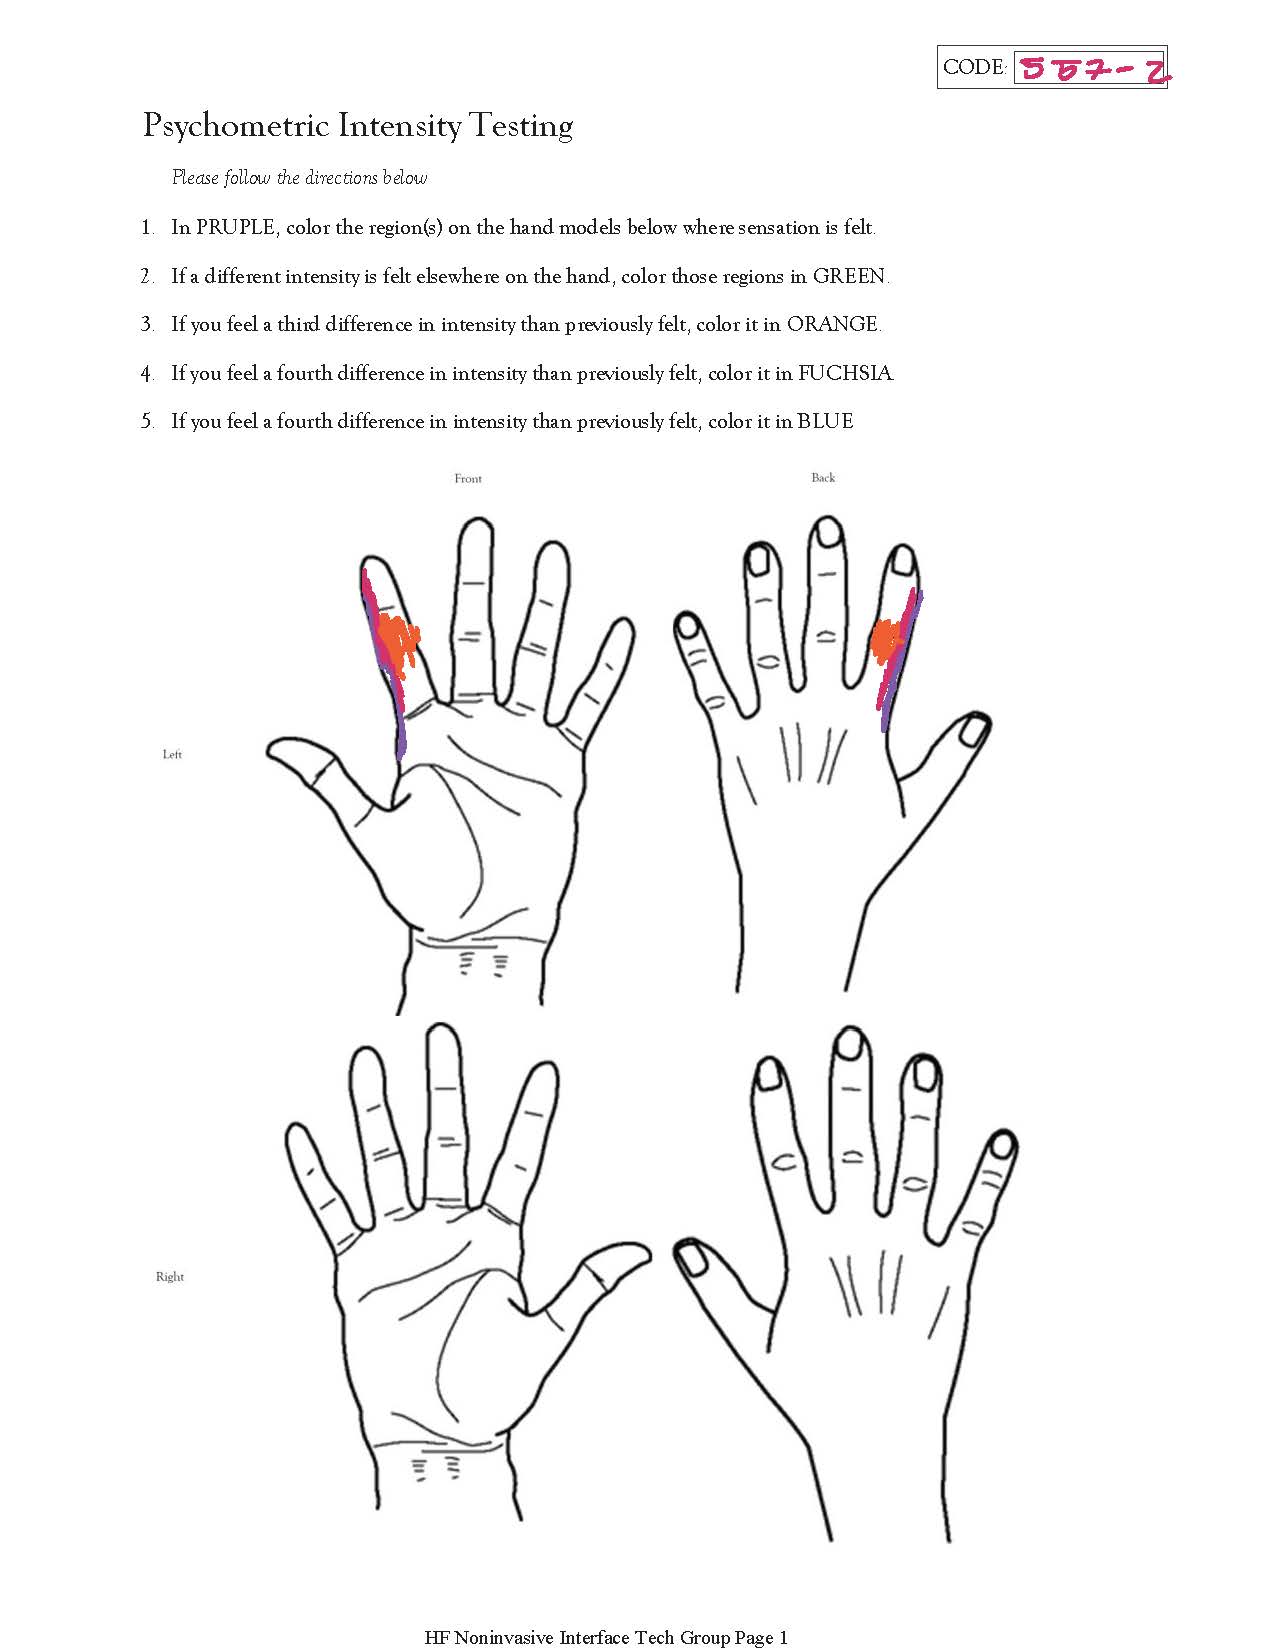 CODE: 557-2
Psychometric Intensity Testing
Please follow the directions below
1. In PRUPLE, color the region(s) on the hand models below where sensation is felt.
2. If a different intensity is felt elsewhere on the hand, color those regions in GREEN.
3. If you feel a third difference in intensity than previously felt, color it in ORANGE.
4. If you feel a fourth difference in intensity than previously felt, color it in FUCHSIA.
5. If you feel a fourth difference in intensity than previously felt, color it in BLUE
Front Back
Left
Right
HF Noninvasive Interface Tech Group Page 1